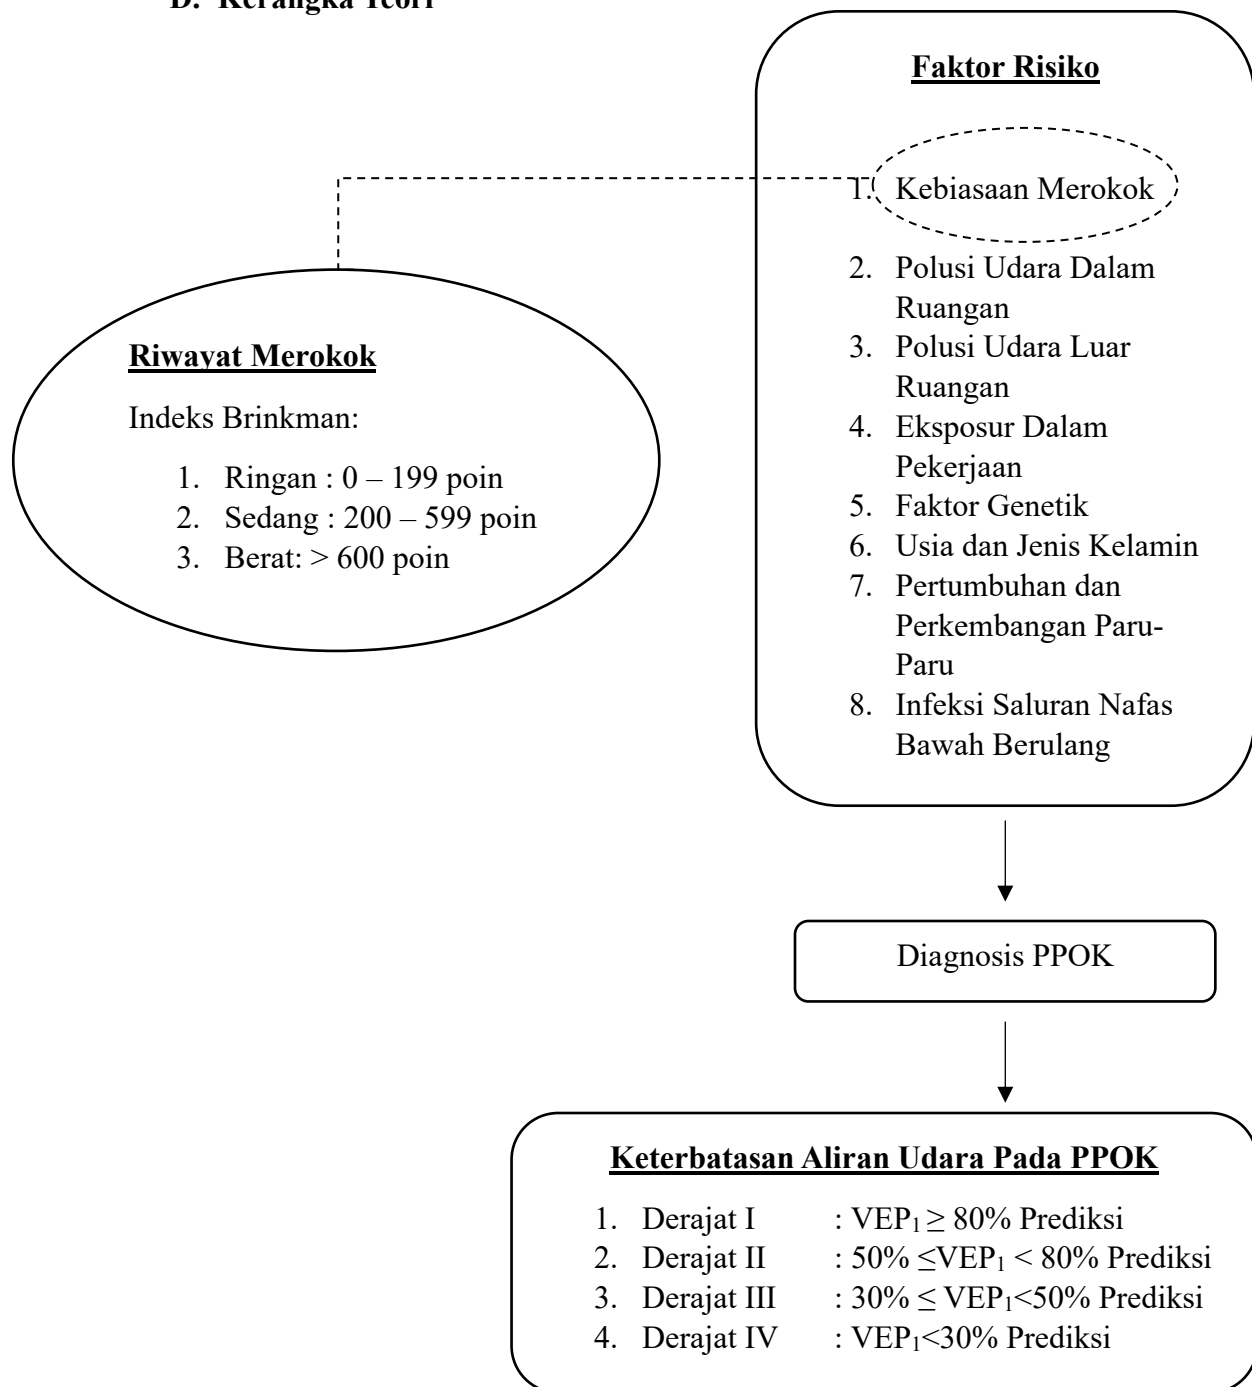 D. Kerangka Teori
Faktor Risiko
1. Kebiasaan Merokok
2. Polusi Udara Dalam
Ruangan
3. Polusi Udara Luar
Ruangan
4. Eksposur Dalam
Pekerjaan
5. Faktor Genetik
6. Usia dan Jenis Kelamin
7. Pertumbuhan dan
Perkembangan Paru-
Paru
8. Infeksi Saluran Nafas
Bawah Berulang
Riwayat Merokok
Indeks Brinkman:
1. Ringan : 0 – 199 poin
2. Sedang : 200 – 599 poin
3. Berat: > 600 poin
Diagnosis PPOK
Keterbatasan Aliran Udara Pada PPOK
1. Derajat I : VEP₁ ≥ 80% Prediksi
2. Derajat II : 50% ≤VEP₁ < 80% Prediksi
3. Derajat III : 30% ≤ VEP₁<50% Prediksi
4. Derajat IV : VEP₁<30% Prediksi